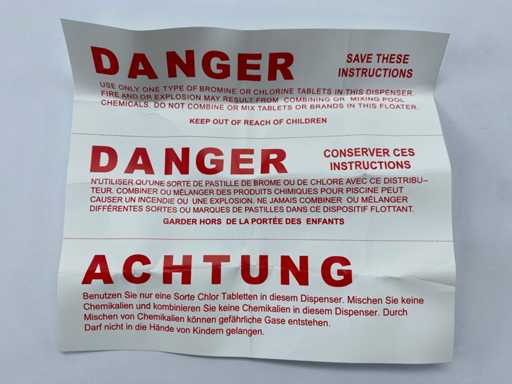 DANGER
SAVE THESE
INSTRUCTIONS
USE ONLY ONE TYPE OF BROMINE OR CHLORINE TABLETS IN THIS DISPENSER.
FIRE AND OR EXPLOSION MAY RESULT FROM COMBINING OR MIXING POOL
CHEMICALS. DO NOT COMBINE OR MIX TABLETS OR BRANDS IN THIS FLOATER.
KEEP OUT OF REACH OF CHILDREN
DANGER
CONSERVER CES
INSTRUCTIONS
N'UTILISER QU'UNE SORTE DE PASTILLE DE BROME OU DE CHLORE AVEC CE DISTRIBU–
TEUR. COMBINER OU MÉLANGER DES PRODUITS CHIMIQUES POUR PISCINE PEUT
CAUSER UN INCENDIE OU UNE EXPLOSION. NE JAMAIS COMBINER OU MÉLANGER
DIFFÉRENTES SORTES OU MARQUES DE PASTILLES DANS CE DISPOSITIF FLOTTANT.
GARDER HORS DE LA PORTÉE DES ENFANTS
ACHTUNG
Benutzen Sie nur eine Sorte Chlor Tabletten in diesem Dispenser. Mischen Sie keine
Chemikalien und kombinieren Sie keine Chemikalien in diesem Dispenser. Durch
Mischen von Chemikalien können gefährliche Gase entstehen.
Darf nicht in die Hände von Kindern gelangen.